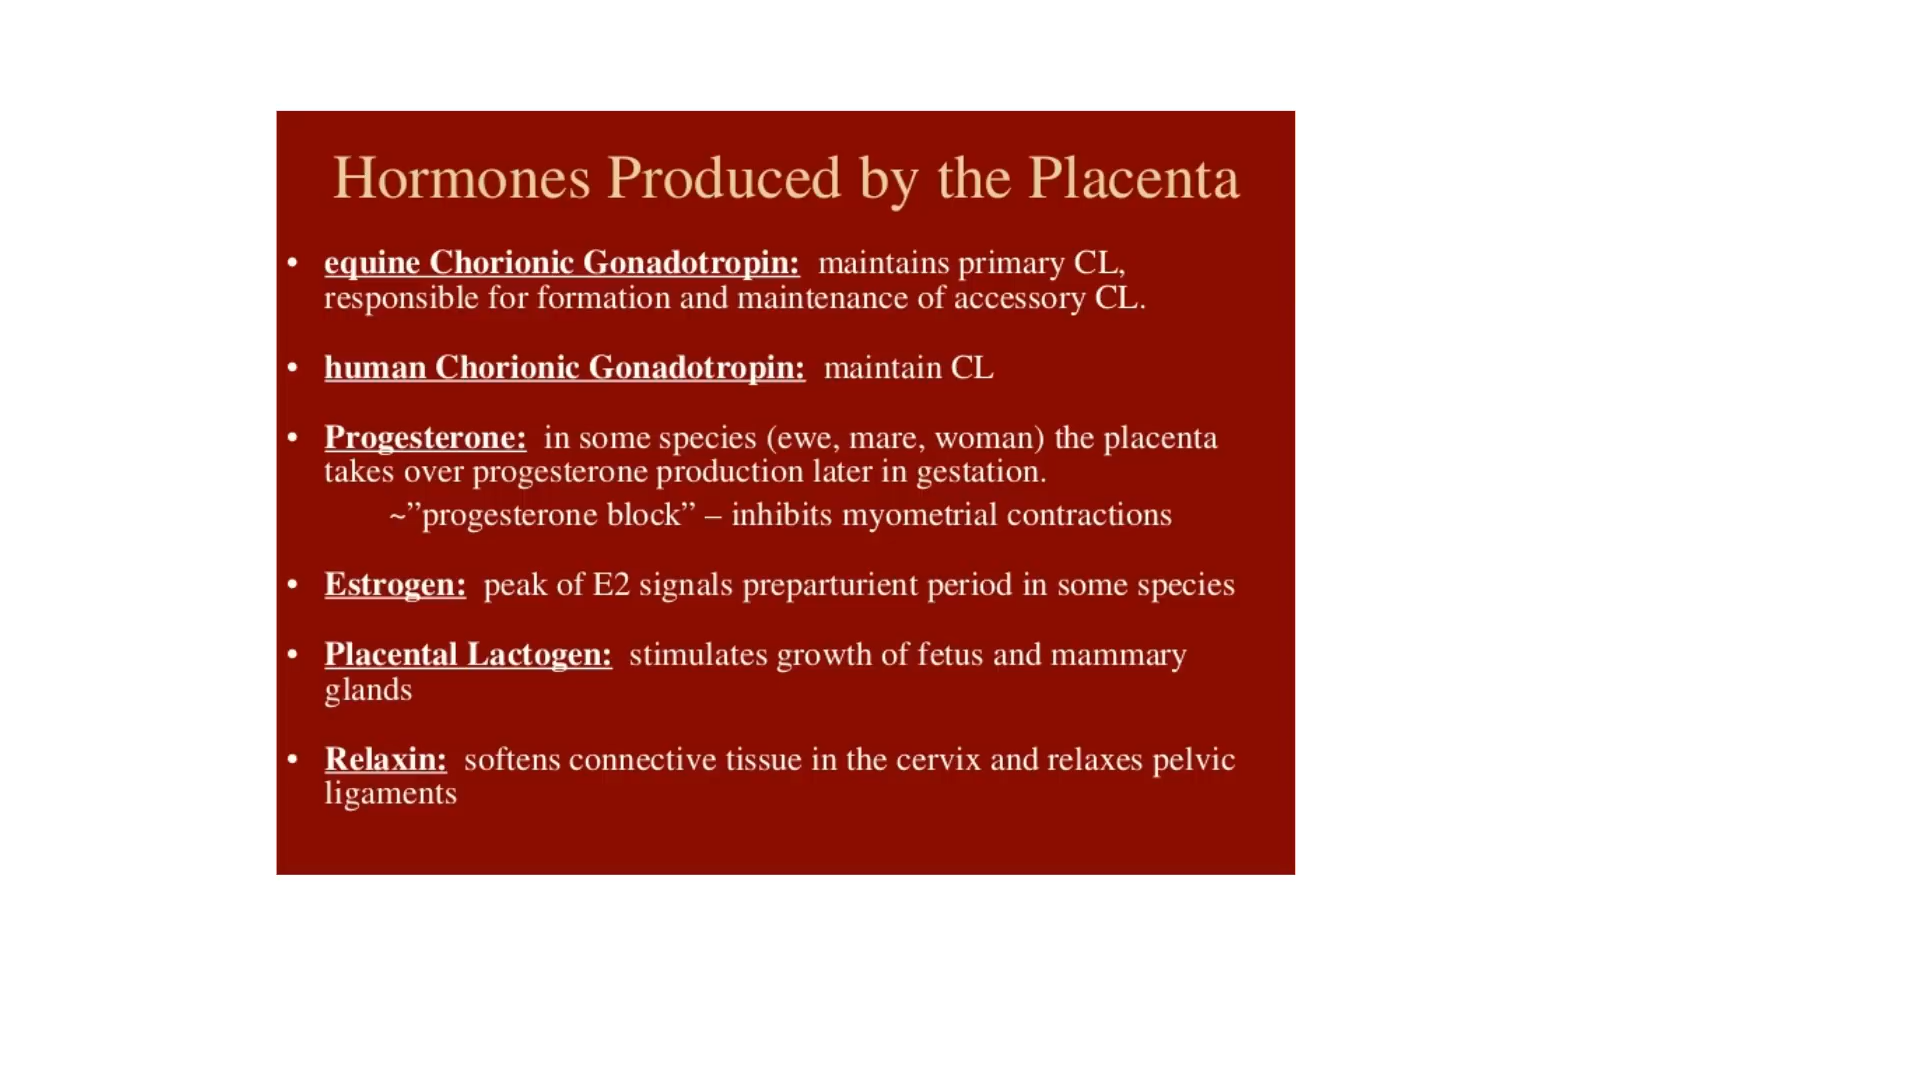 Hormones Produced by the Placenta
• equine Chorionic Gonadotropin: maintains primary CL,
responsible for formation and maintenance of accessory CL.
• human Chorionic Gonadotropin: maintain CL
• Progesterone: in some species (ewe, mare, woman) the placenta
takes over progesterone production later in gestation.
~”progesterone block” – inhibits myometrial contractions
• Estrogen: peak of E2 signals preparturient period in some species
• Placental Lactogen: stimulates growth of fetus and mammary
glands
• Relaxin: softens connective tissue in the cervix and relaxes pelvic
ligaments